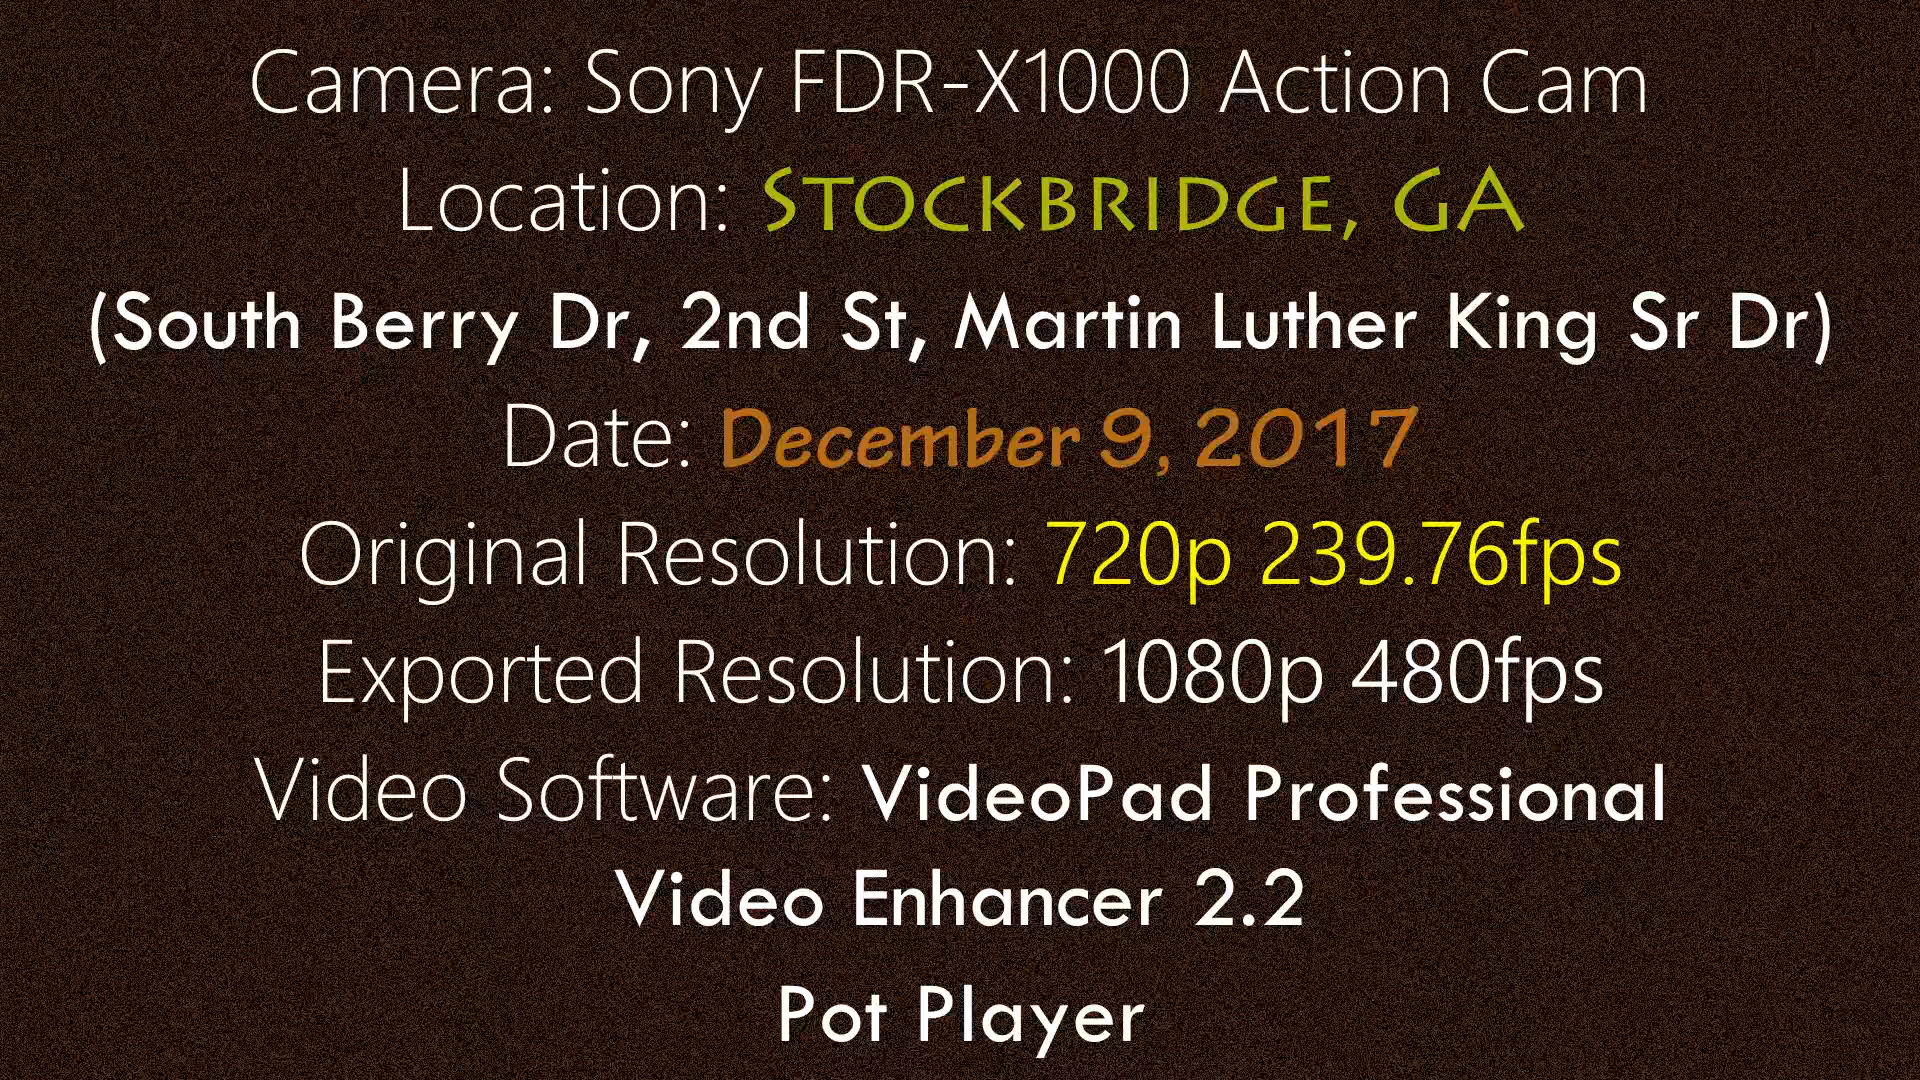 Camera: Sony FDR-X1000 Action Cam
Location: STOCKBRIDGE, GA
(South Berry Dr, 2nd St, Martin Luther King Sr Dr)
Date: December 9, 2017
Original Resolution: 720p 239.76fps
Exported Resolution: 1080p 480fps
Video Software: VideoPad Professional
Video Enhancer 2.2
Pot Player